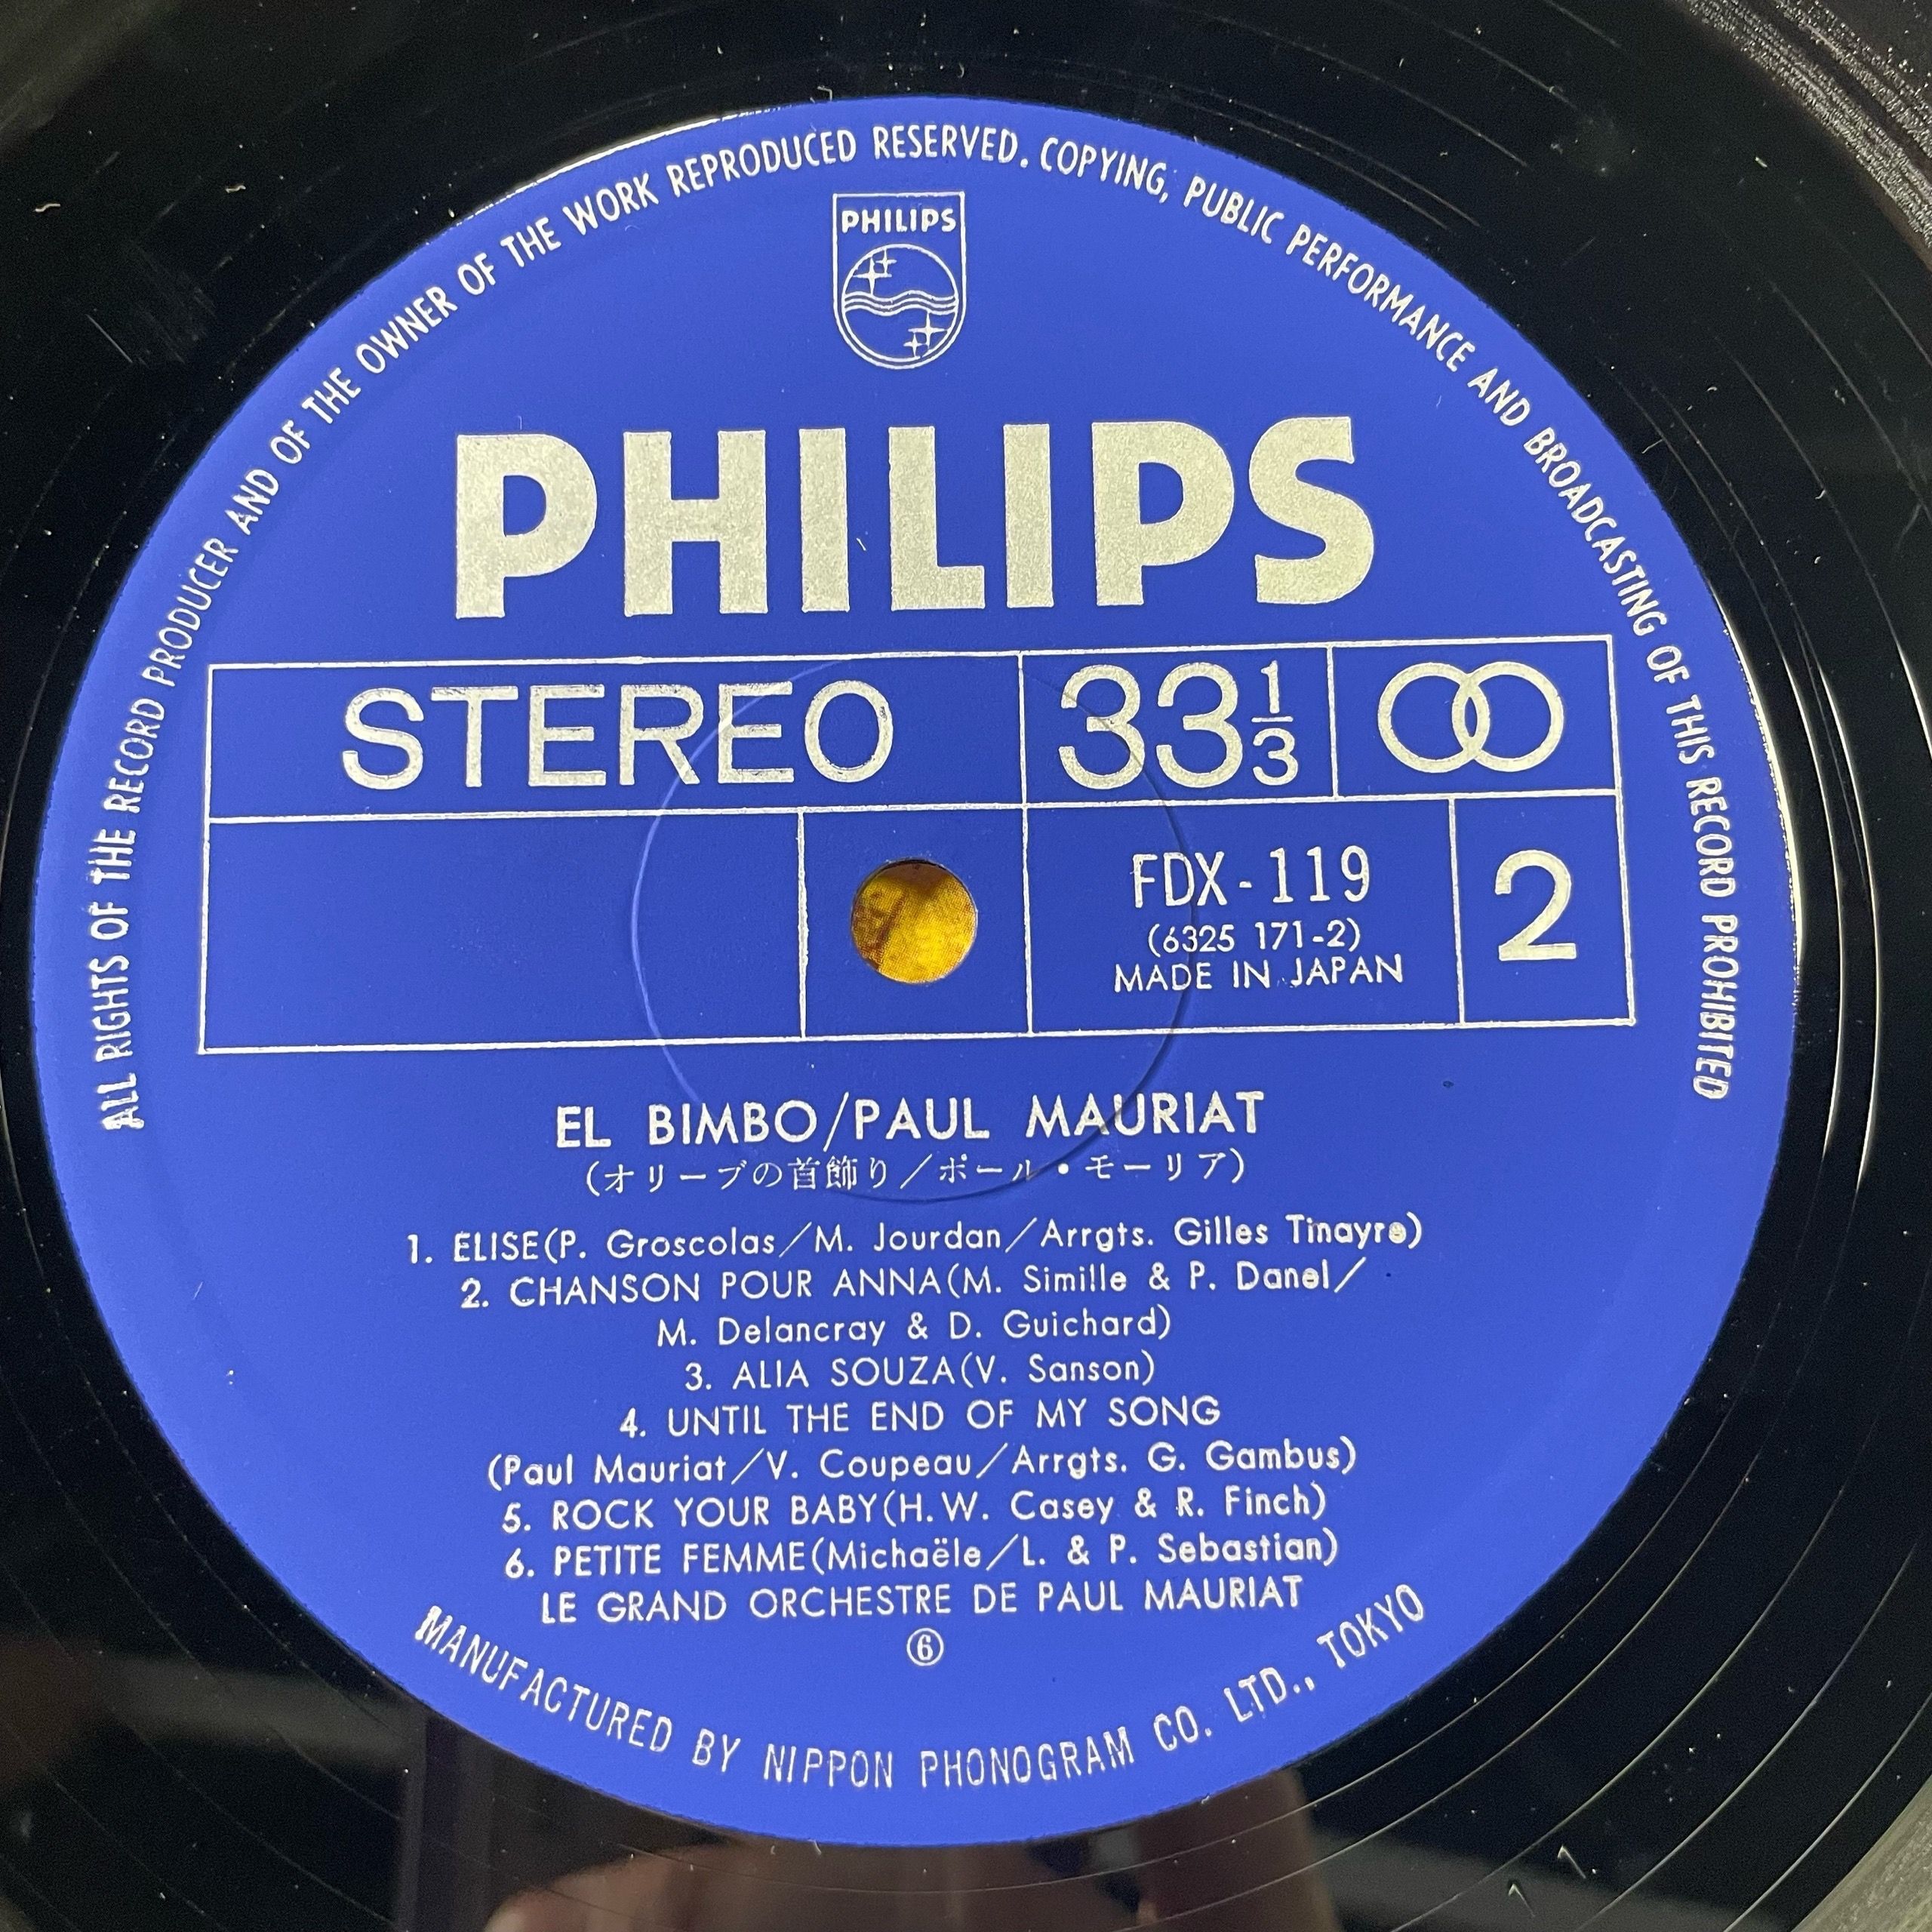 ALL RIGHTS OF THE RECORD PRODUCER AND OF THE OWNER OF THE WORK REPRODUCED RESERVED. COPYING, PUBLIC PERFORMANCE AND BROADCASTING OF THIS RECORD PROHIBITED
PHILIPS
PHILIPS
STEREO 33 1/3
FDX-119
(6325 171-2)
MADE IN JAPAN
2
EL BIMBO/PAUL MAURIAT
(オリーブの首飾り/ポール・モーリア)
1. ELISE(P. Groscolas/M. Jourdan/Arrgts. Gilles Tinayre)
2. CHANSON POUR ANNA(M. Simille & P. Danel/
M. Delancray & D. Guichard)
3. ALIA SOUZA(V. Sanson)
4. UNTIL THE END OF MY SONG
(Paul Mauriat/V. Coupeau/Arrgts. G. Gambus)
5. ROCK YOUR BABY(H.W. Casey & R. Finch)
6. PETITE FEMME(Michaële/L. & P. Sebastian)
LE GRAND ORCHESTRE DE PAUL MAURIAT
⑥
MANUFACTURED BY NIPPON PHONOGRAM CO. LTD., TOKYO